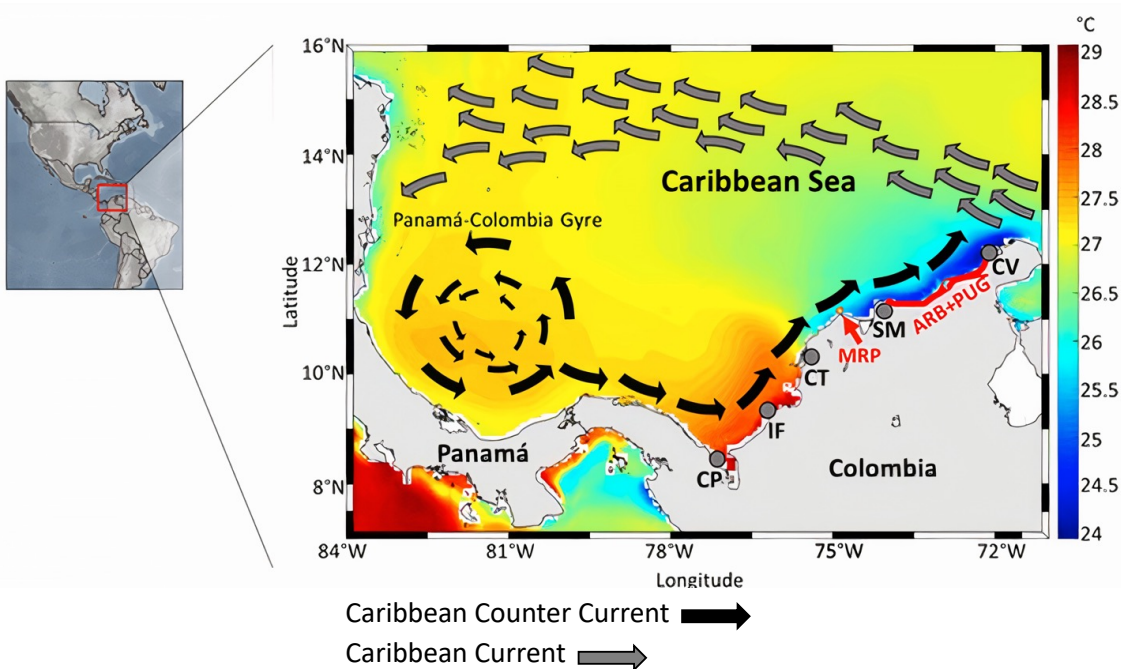 °C
16°N
14°N
12°N
10°N
8°N
Latitude
29
28.5
28
27.5
27
26.5
26
25.5
25
24.5
24
Caribbean Sea
Panamá-Colombia Gyre
CV
ARB+PUG
SM
MRP
CT
IF
CP
Panamá
Colombia
84°W
81°W
78°W
75°W
72°W
Longitude
Caribbean Counter Current
Caribbean Current